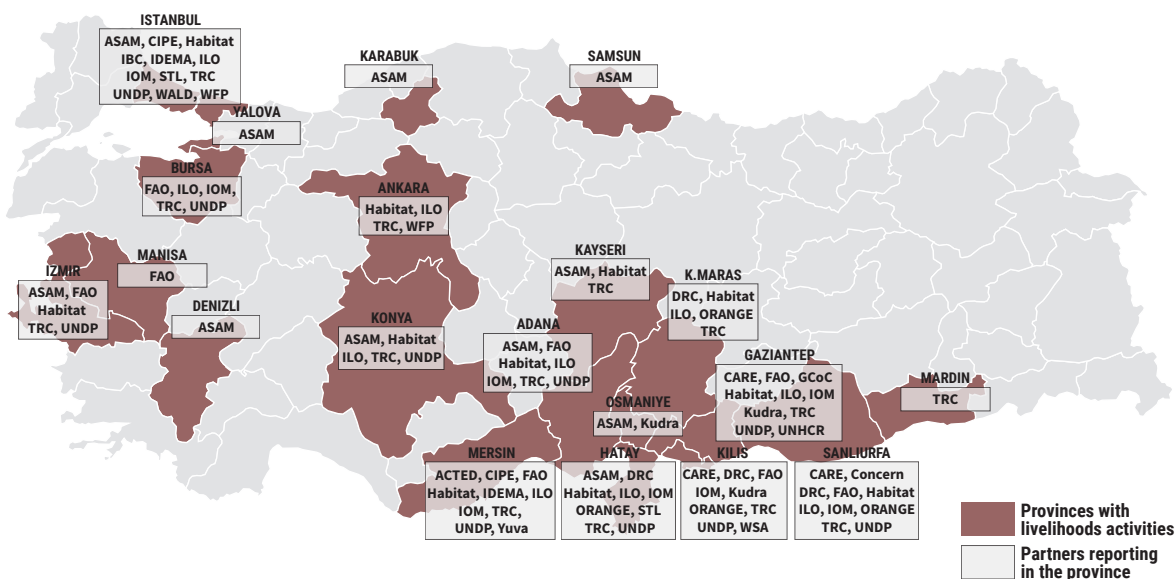 ISTANBUL
ASAM, CIPE, Habitat
IBC, IDEMA, ILO
IOM, STL, TRC
UNDP, WALD, WFP
KARABUK
ASAM
SAMSUN
ASAM
YALOVA
ASAM
BURSA
FAO, ILO, IOM,
TRC, UNDP
ANKARA
Habitat, ILO
TRC, WFP
MANISA
FAO
IZMIR
ASAM, FAO
Habitat
TRC, UNDP
DENIZLI
ASAM
KONYA
ASAM, Habitat
ILO, TRC, UNDP
KAYSERI
ASAM, Habitat
TRC
K.MARAS
DRC, Habitat
ILO, ORANGE
TRC
ADANA
ASAM, FAO
Habitat, ILO
IOM, TRC, UNDP
GAZIANTEP
CARE, FAO, GCoC
Habitat, ILO, IOM
Kudra, TRC
UNDP, UNHCR
MARDIN
TRC
OSMANIYE
ASAM, Kudra
MERSIN
ACTED, CIPE, FAO
Habitat, IDEMA, ILO
IOM, TRC,
UNDP, Yuva
HATAY
ASAM, DRC
Habitat, ILO, IOM
ORANGE, STL
TRC, UNDP
KILIS
CARE, DRC, FAO
IOM, Kudra
ORANGE, TRC
UNDP, WSA
SANLIURFA
CARE, Concern
DRC, FAO, Habitat
ILO, IOM, ORANGE
TRC, UNDP
Provinces with
livelihoods activities
Partners reporting
in the province